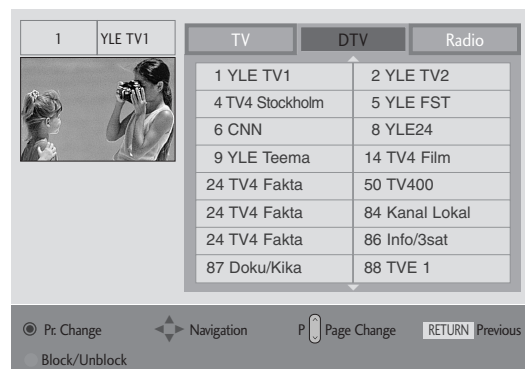 1 YLE TV1
TV DTV Radio
1 YLE TV1 2 YLE TV2
4 TV4 Stockholm 5 YLE FST
6 CNN 8 YLE24
9 YLE Teema 14 TV4 Film
24 TV4 Fakta 50 TV400
24 TV4 Fakta 84 Kanal Lokal
24 TV4 Fakta 86 Info/3sat
87 Doku/Kika 88 TVE 1
Pr. Change Navigation P Page Change RETURN Previous
Block/Unblock